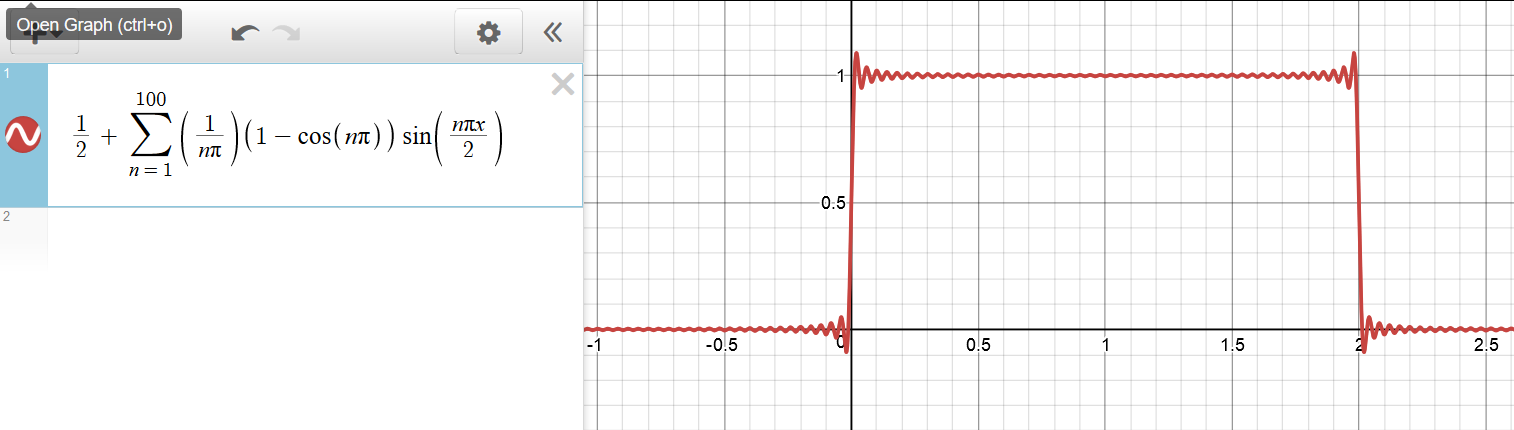 Open Graph (ctrl+o)
1
1/2 + ∑_{n=1}^{100} (1/(nπ)) (1 − cos(nπ)) sin(nπx/2)
2
1
0.5
-1 -0.5 0 0.5 1 1.5 2 2.5